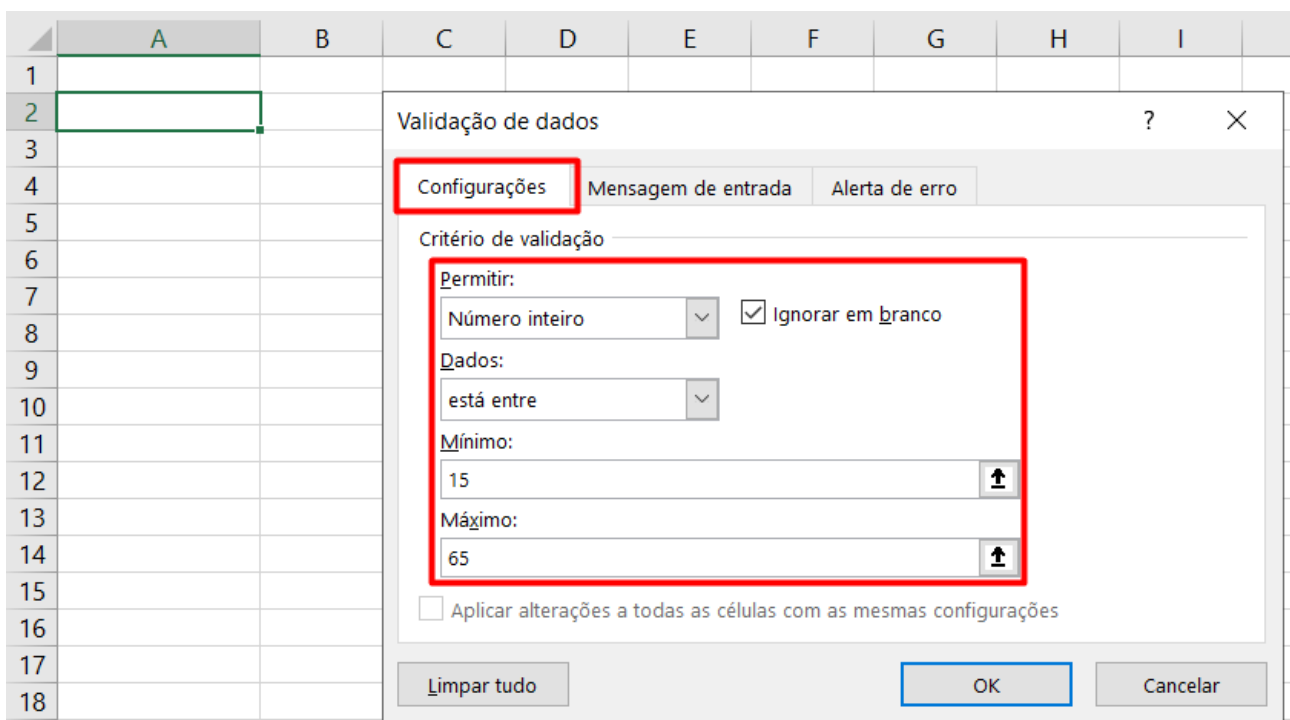 A B C D E F G H I
1
2
Validação de dados ? ×
3
4
Configurações Mensagem de entrada Alerta de erro
5
Critério de validação
6
Permitir:
7
Número inteiro Ignorar em branco
8
Dados:
9
está entre
10
Mínimo:
11
15
12
Máximo:
13
65
14
15
Aplicar alterações a todas as células com as mesmas configurações
16
17
Limpar tudo OK Cancelar
18